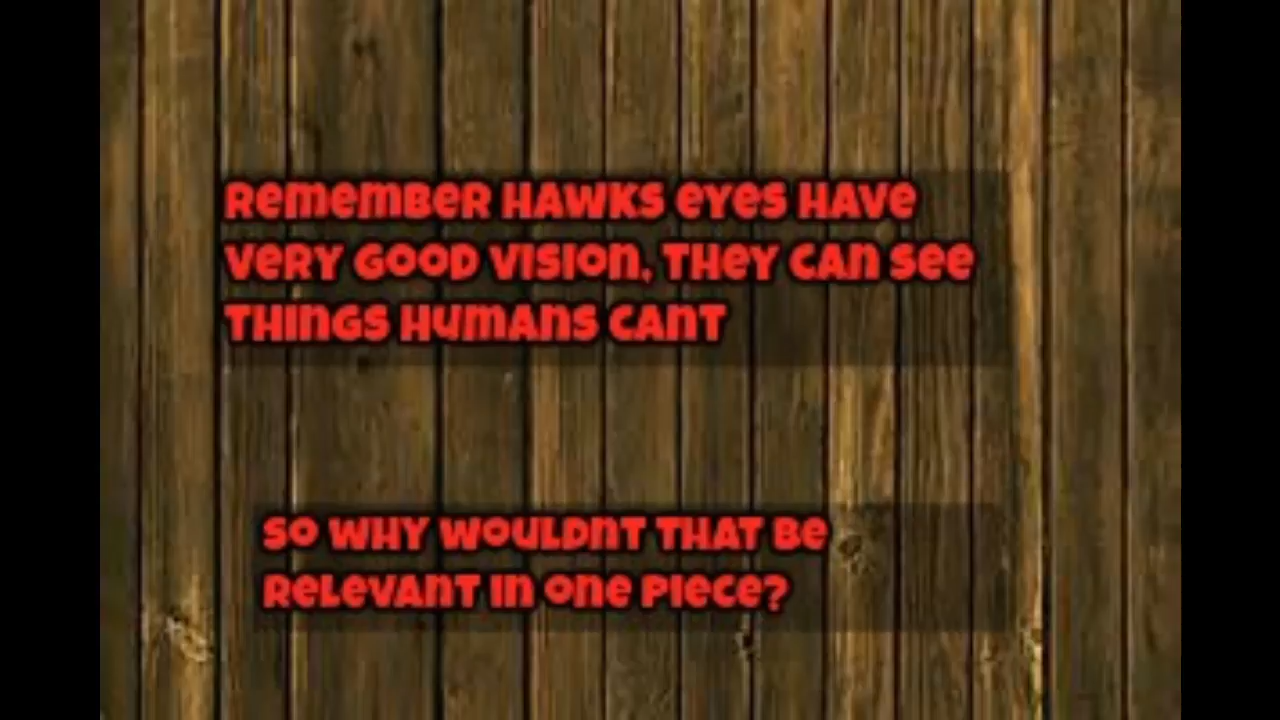 Remember Hawks eyes have
very good vision, they can see
things humans cant
So why wouldnt that be
relevant in One Piece?